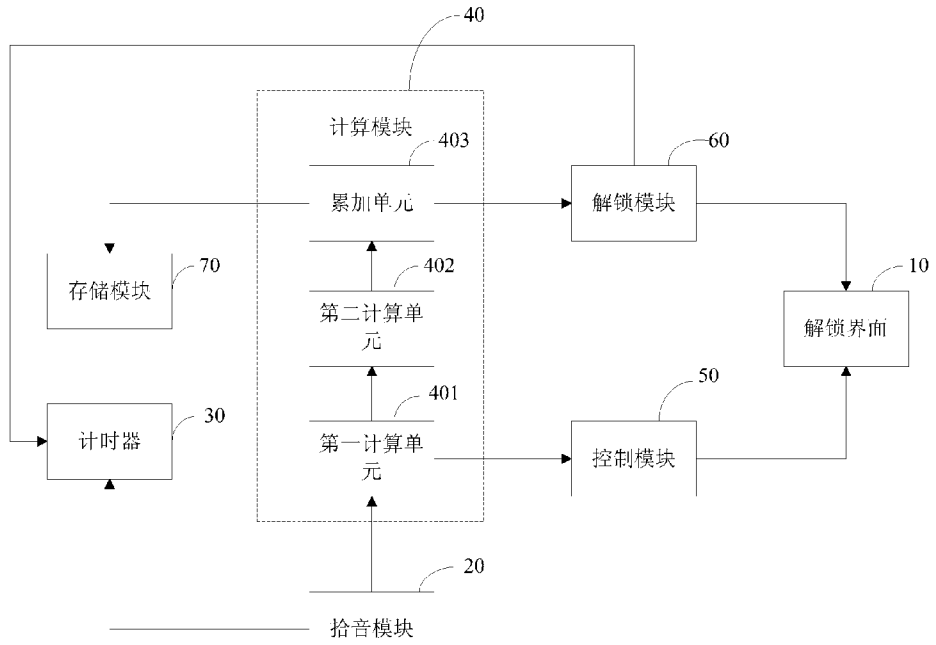 40
计算模块
403
累加单元
60
解锁模块
70
存储模块
402
第二计算单
元
10
解锁界面
30
计时器
401
第一计算单
元
50
控制模块
20
拾音模块